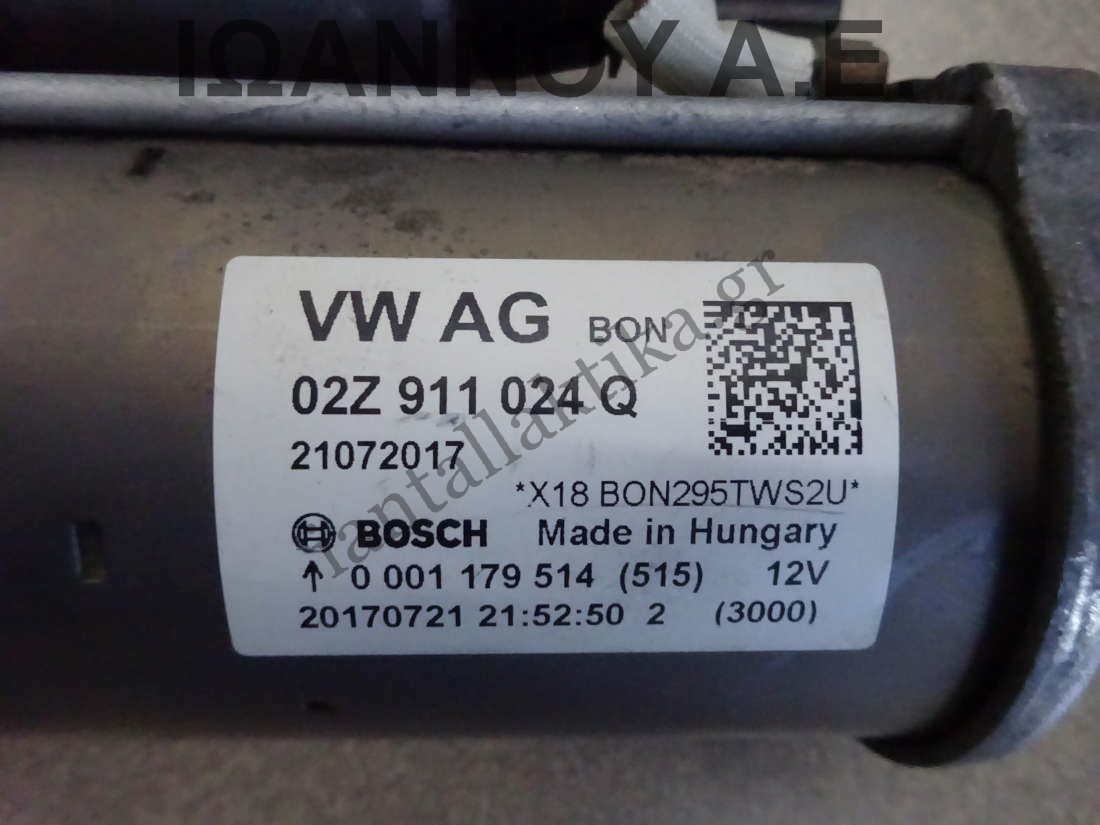 ΙΩΑΝΝΟΥ Α.Ε.
VW AG BON
02Z 911 024 Q
21072017
*X18 BON295TWS2U*
BOSCH Made in Hungary
↑ 0 001 179 514 (515) 12V
20170721 21:52:50 2 (3000)
iantallaktika.gr